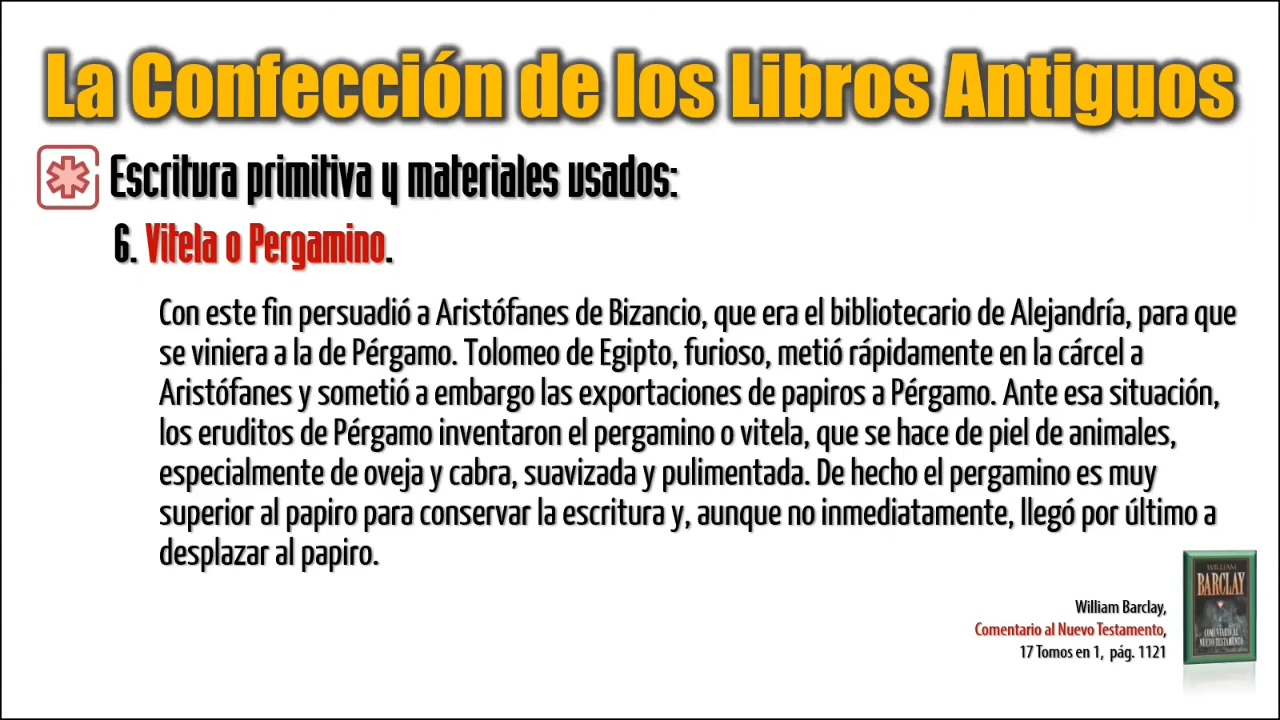 La Confección de los Libros Antiguos
Escritura primitiva y materiales usados:
6. Vitela o Pergamino.
Con este fin persuadió a Aristófanes de Bizancio, que era el bibliotecario de Alejandría, para que
se viniera a la de Pérgamo. Tolomeo de Egipto, furioso, metió rápidamente en la cárcel a
Aristófanes y sometió a embargo las exportaciones de papiros a Pérgamo. Ante esa situación,
los eruditos de Pérgamo inventaron el pergamino o vitela, que se hace de piel de animales,
especialmente de oveja y cabra, suavizada y pulimentada. De hecho el pergamino es muy
superior al papiro para conservar la escritura y, aunque no inmediatamente, llegó por último a
desplazar al papiro.
William Barclay,
Comentario al Nuevo Testamento,
17 Tomos en 1, pág. 1121
WILLIAM
BARCLAY
COMENTARIO AL
NUEVO TESTAMENTO